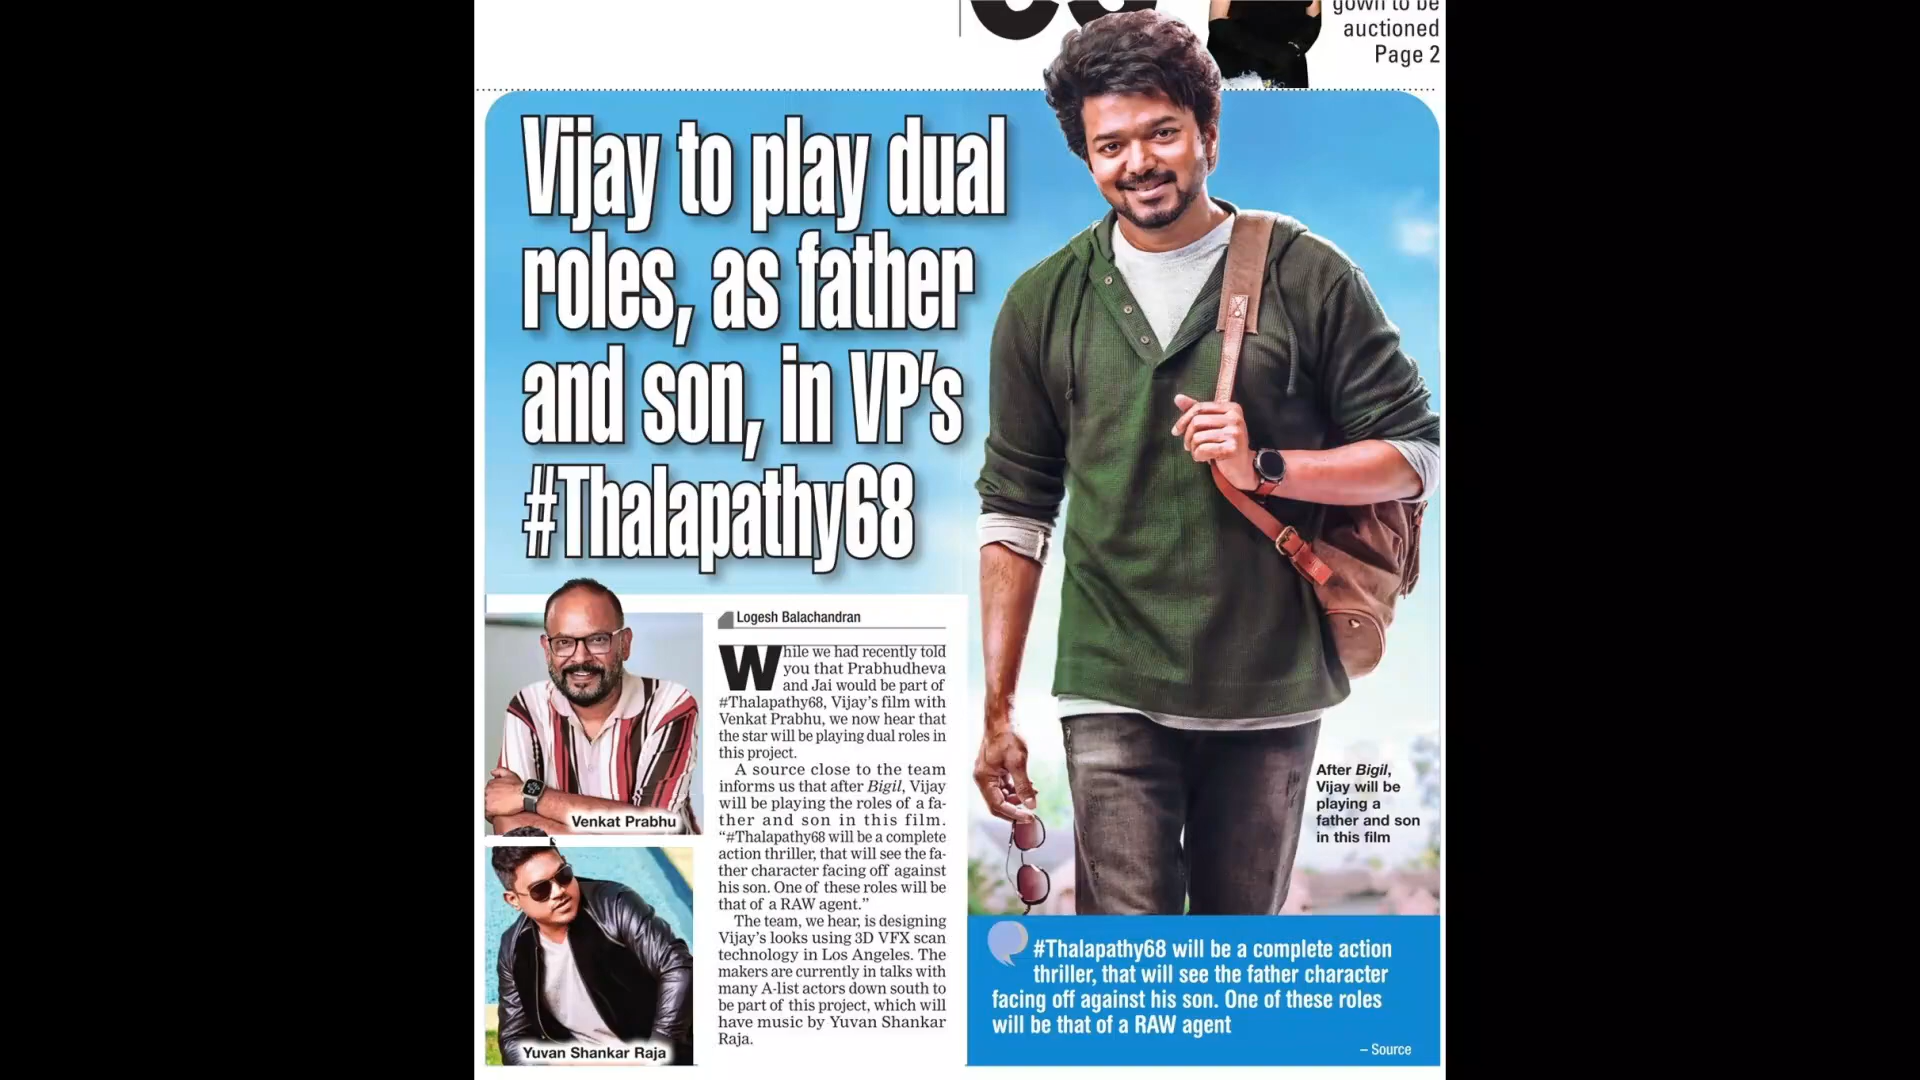 gown to be
auctioned
Page 2
Vijay to play dual
roles, as father
and son, in VP's
#Thalapathy68
Logesh Balachandran
While we had recently told
you that Prabhudheva
and Jai would be part of
#Thalapathy68, Vijay's film with
Venkat Prabhu, we now hear that
the star will be playing dual roles in
this project.
A source close to the team
informs us that after Bigil, Vijay
will be playing the roles of a fa-
ther and son in this film.
“#Thalapathy68 will be a complete
action thriller, that will see the fa-
ther character facing off against
his son. One of these roles will be
that of a RAW agent.”
The team, we hear, is designing
Vijay's looks using 3D VFX scan
technology in Los Angeles. The
makers are currently in talks with
many A-list actors down south to
be part of this project, which will
have music by Yuvan Shankar
Raja.
Venkat Prabhu
Yuvan Shankar Raja
After Bigil,
Vijay will be
playing a
father and son
in this film
#Thalapathy68 will be a complete action
thriller, that will see the father character
facing off against his son. One of these roles
will be that of a RAW agent
– Source